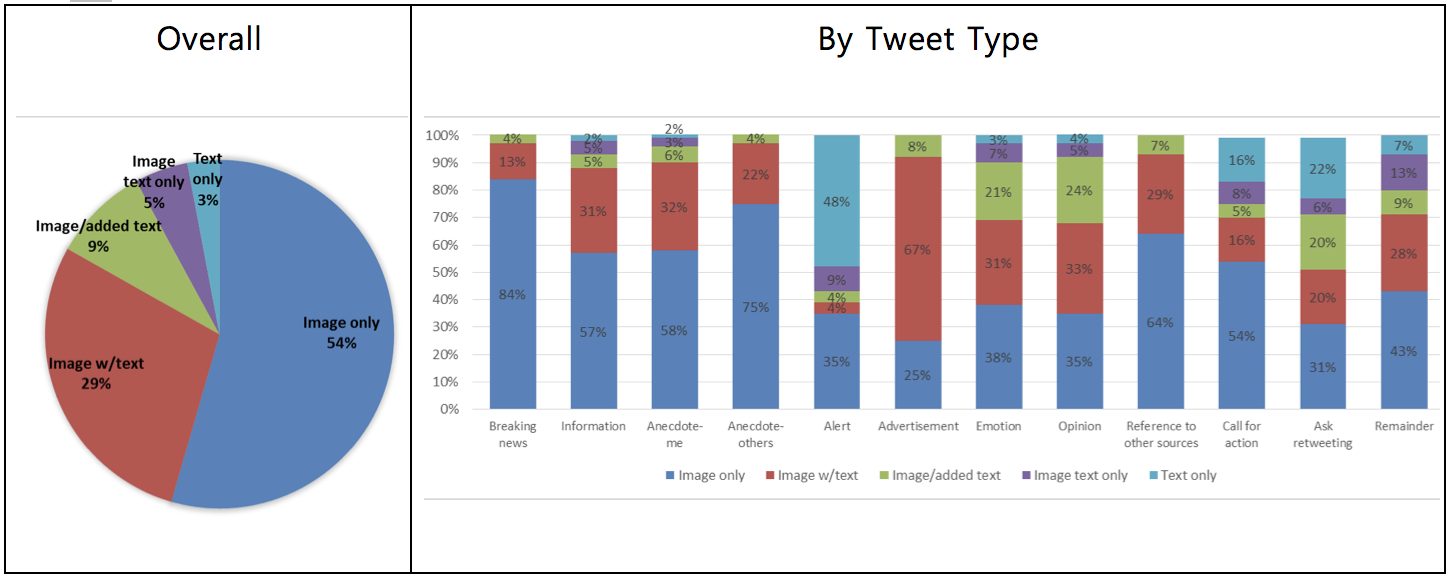 Overall
By Tweet Type
Image
text only
5%
Text
only
3%
Image/added text
9%
Image only
54%
Image w/text
29%
100%
90%
80%
70%
60%
50%
40%
30%
20%
10%
0%
4%
13%
84%
2%
5%
5%
31%
57%
2%
3%
6%
32%
58%
4%
22%
75%
48%
9%
4%
4%
35%
8%
67%
25%
3%
7%
21%
31%
38%
4%
5%
24%
33%
35%
7%
29%
64%
16%
8%
5%
16%
54%
22%
6%
20%
20%
31%
7%
13%
9%
28%
43%
Breaking
news
Information
Anecdote-
me
Anecdote-
others
Alert
Advertisement
Emotion
Opinion
Reference to
other sources
Call for
action
Ask
retweeting
Remainder
Image only
Image w/text
Image/added text
Image text only
Text only